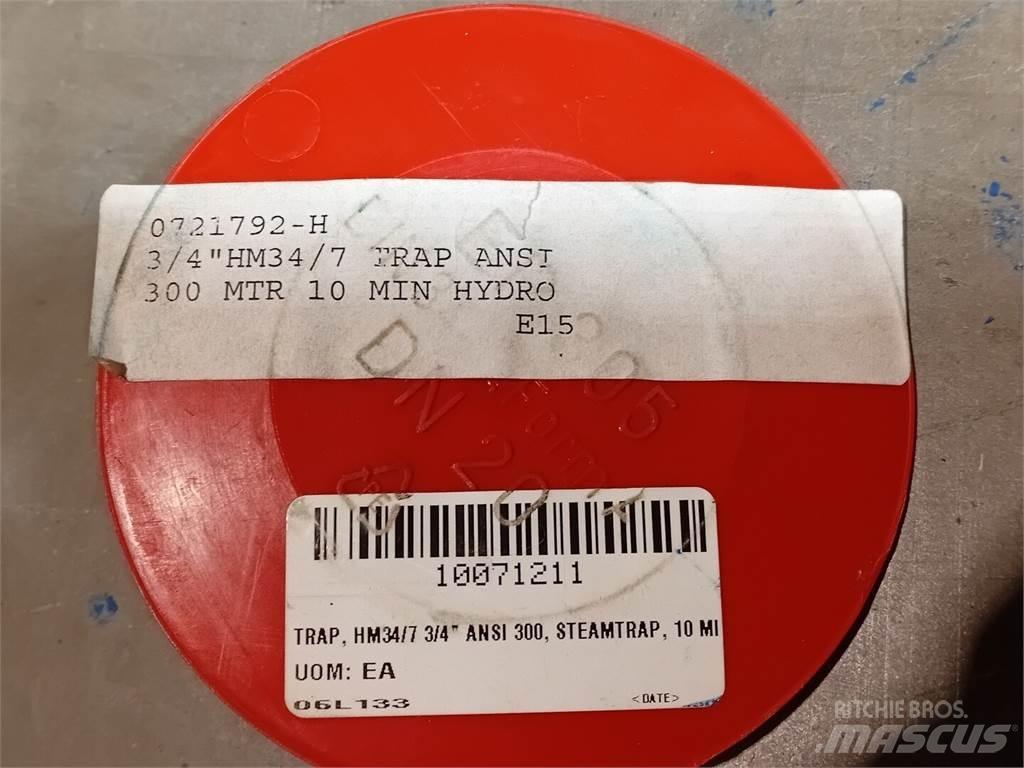 0721792-H
3/4"HM34/7 TRAP ANSI
300 MTR 10 MIN HYDRO
E15
DN 20
10071211
TRAP, HM34/7 3/4" ANSI 300, STEAMTRAP, 10 MI
UOM: EA
06L133
<DATE>
RITCHIE BROS.
MASCUS